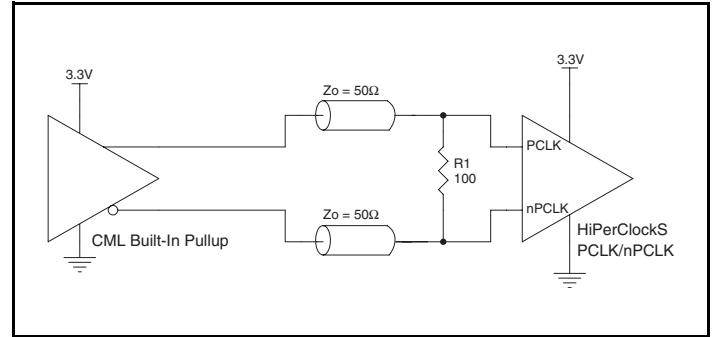 3.3V
3.3V
Zo = 50Ω
PCLK
R1
100
nPCLK
Zo = 50Ω
CML Built-In Pullup
HiPerClockS
PCLK/nPCLK